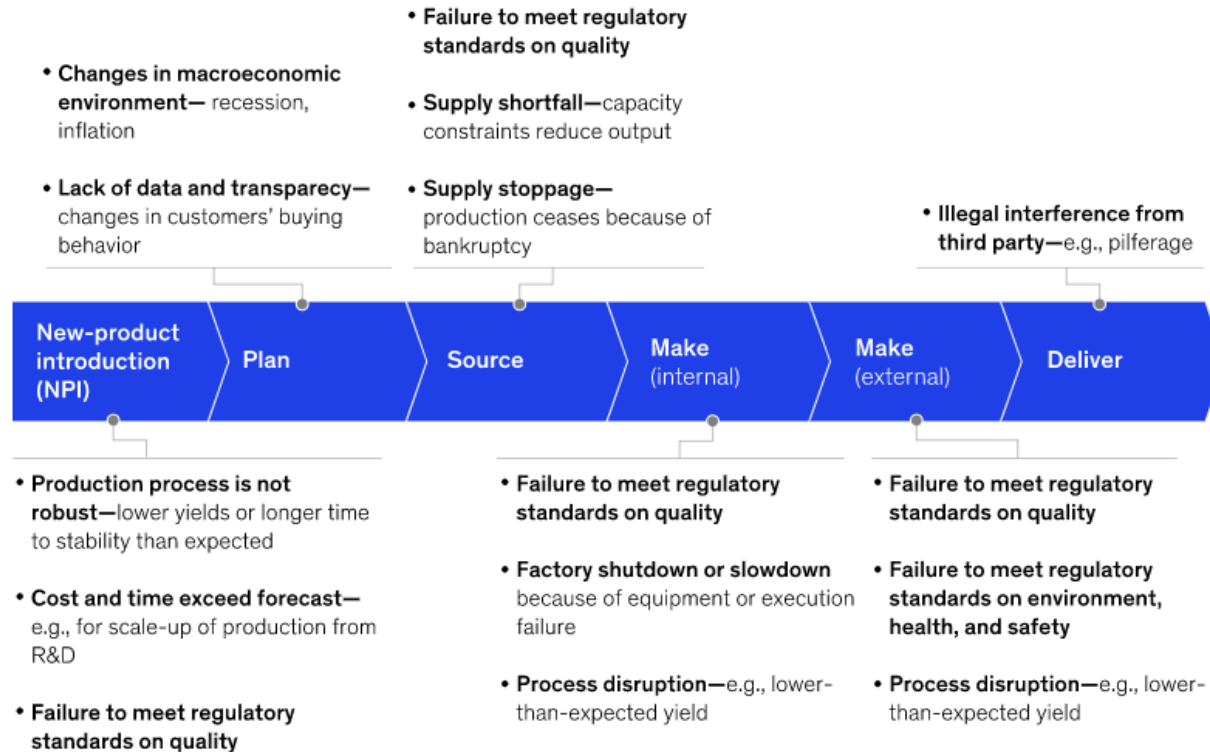 • Changes in macroeconomic
environment— recession,
inflation
• Lack of data and transparecy—
changes in customers' buying
behavior
• Failure to meet regulatory
standards on quality
• Supply shortfall—capacity
constraints reduce output
• Supply stoppage—
production ceases because of
bankruptcy
• Illegal interference from
third party—e.g., pilferage
New-product
introduction
(NPI)
Plan
Source
Make
(internal)
Make
(external)
Deliver
• Production process is not
robust—lower yields or longer time
to stability than expected
• Cost and time exceed forecast—
e.g., for scale-up of production from
R&D
• Failure to meet regulatory
standards on quality
• Failure to meet regulatory
standards on quality
• Factory shutdown or slowdown
because of equipment or execution
failure
• Process disruption—e.g., lower-
than-expected yield
• Failure to meet regulatory
standards on quality
• Failure to meet regulatory
standards on environment,
health, and safety
• Process disruption—e.g., lower-
than-expected yield